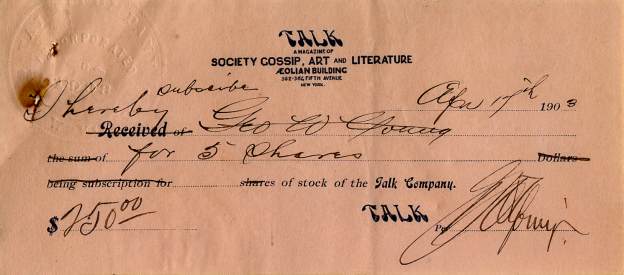 TALK
A MAGAZINE OF
SOCIETY GOSSIP, ART AND LITERATURE
ÆOLIAN BUILDING
362-364, FIFTH AVENUE
NEW YORK.
I hereby subscribe Apr 17th 1903
Received of Geo W Young
the sum of for 5 Shares Dollars
being subscription for shares of stock of the Talk Company.
$250.00 TALK
Per